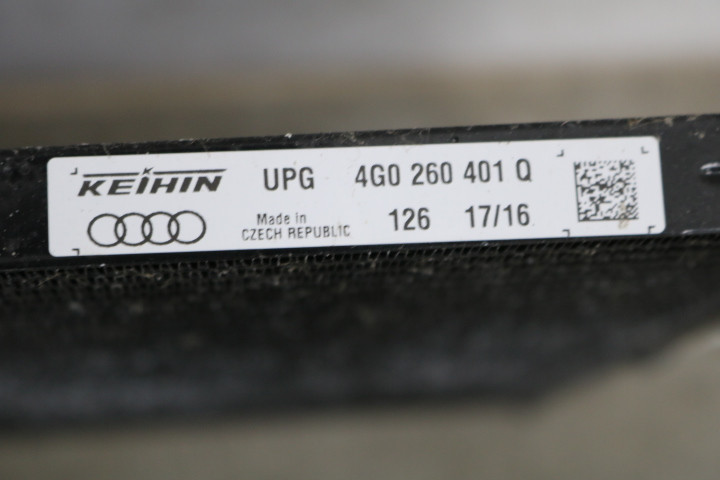 KEIHIN UPG 4G0 260 401 Q
Made in 126 17/16
CZECH REPUBLIC